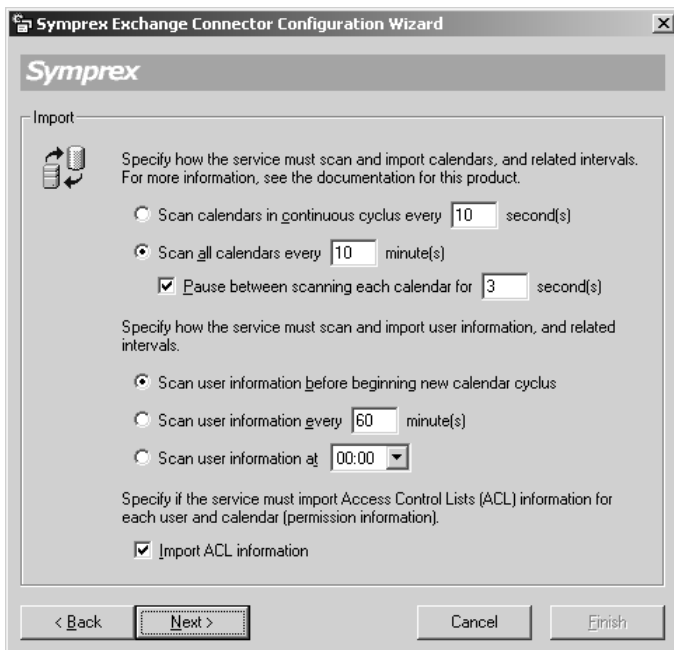 Symprex Exchange Connector Configuration Wizard
Symprex
Import
Specify how the service must scan and import calendars, and related intervals.
For more information, see the documentation for this product.
Scan calendars in continuous cyclus every 10 second(s)
Scan all calendars every 10 minute(s)
Pause between scanning each calendar for 3 second(s)
Specify how the service must scan and import user information, and related
intervals.
Scan user information before beginning new calendar cyclus
Scan user information every 60 minute(s)
Scan user information at 00:00
Specify if the service must import Access Control Lists (ACL) information for
each user and calendar (permission information).
Import ACL information
< Back Next > Cancel Finish